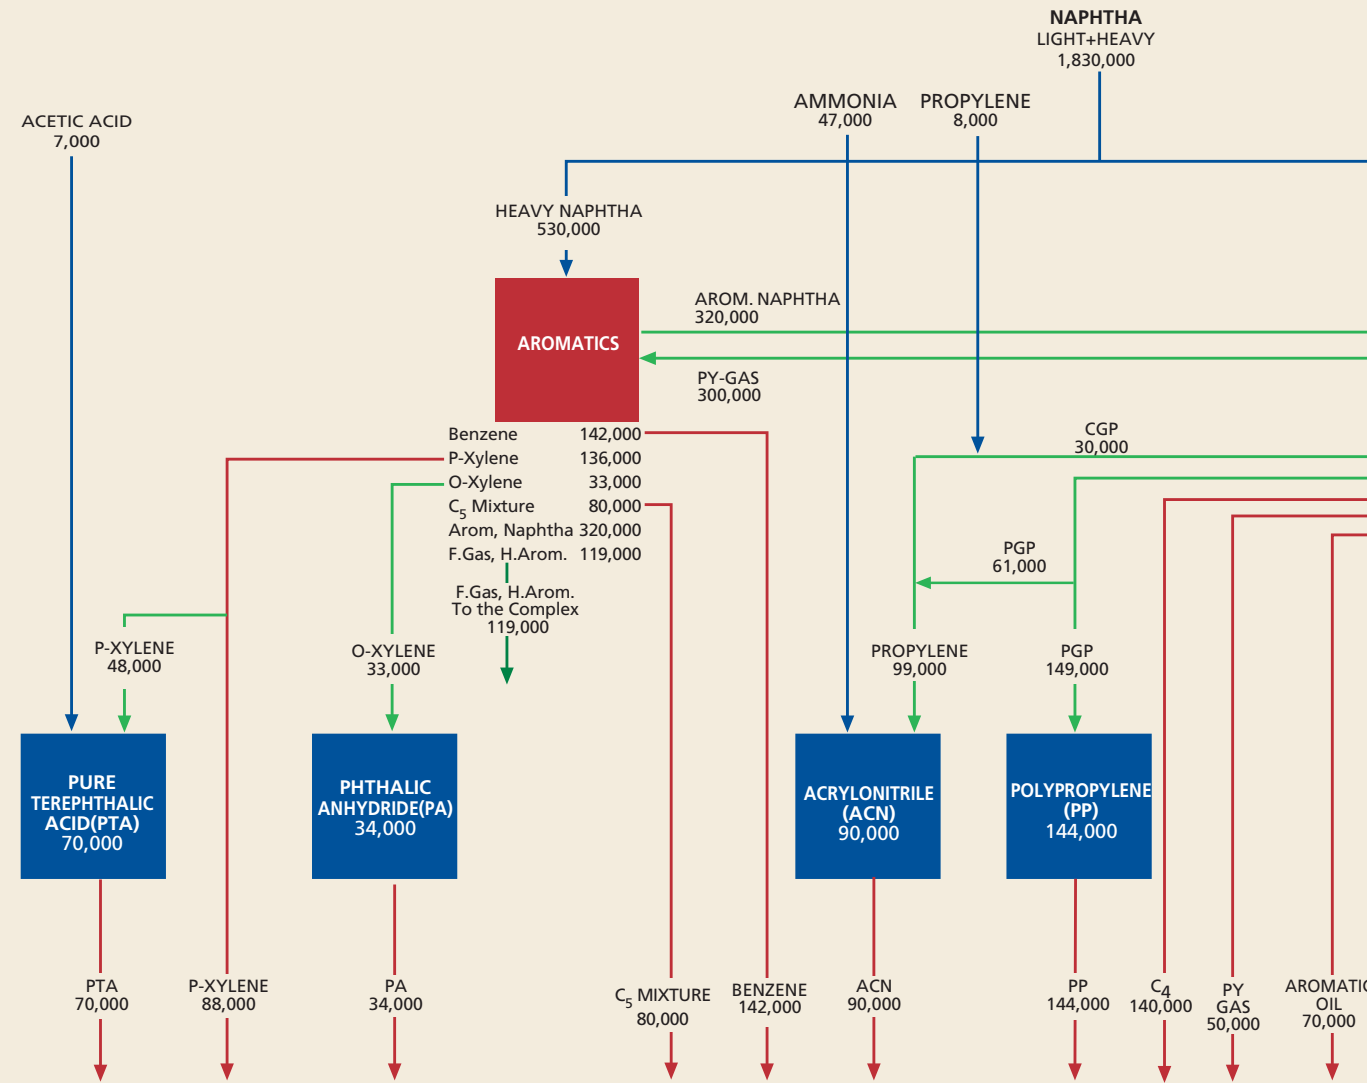 NAPHTHA
LIGHT+HEAVY
1,830,000
AMMONIA
47,000
PROPYLENE
8,000
ACETIC ACID
7,000
HEAVY NAPHTHA
530,000
AROMATICS
AROM. NAPHTHA
320,000
PY-GAS
300,000
CGP
30,000
Benzene 142,000
P-Xylene 136,000
O-Xylene 33,000
C5 Mixture 80,000
Arom, Naphtha 320,000
F.Gas, H.Arom. 119,000
F.Gas, H.Arom.
To the Complex
119,000
PGP
61,000
P-XYLENE
48,000
O-XYLENE
33,000
PROPYLENE
99,000
PGP
149,000
PURE
TEREPHTHALIC
ACID(PTA)
70,000
PHTHALIC
ANHYDRIDE(PA)
34,000
ACRYLONITRILE
(ACN)
90,000
POLYPROPYLENE
(PP)
144,000
PTA
70,000
P-XYLENE
88,000
PA
34,000
C5 MIXTURE
80,000
BENZENE
142,000
ACN
90,000
PP
144,000
C4
140,000
PY
GAS
50,000
AROMATIC
OIL
70,000